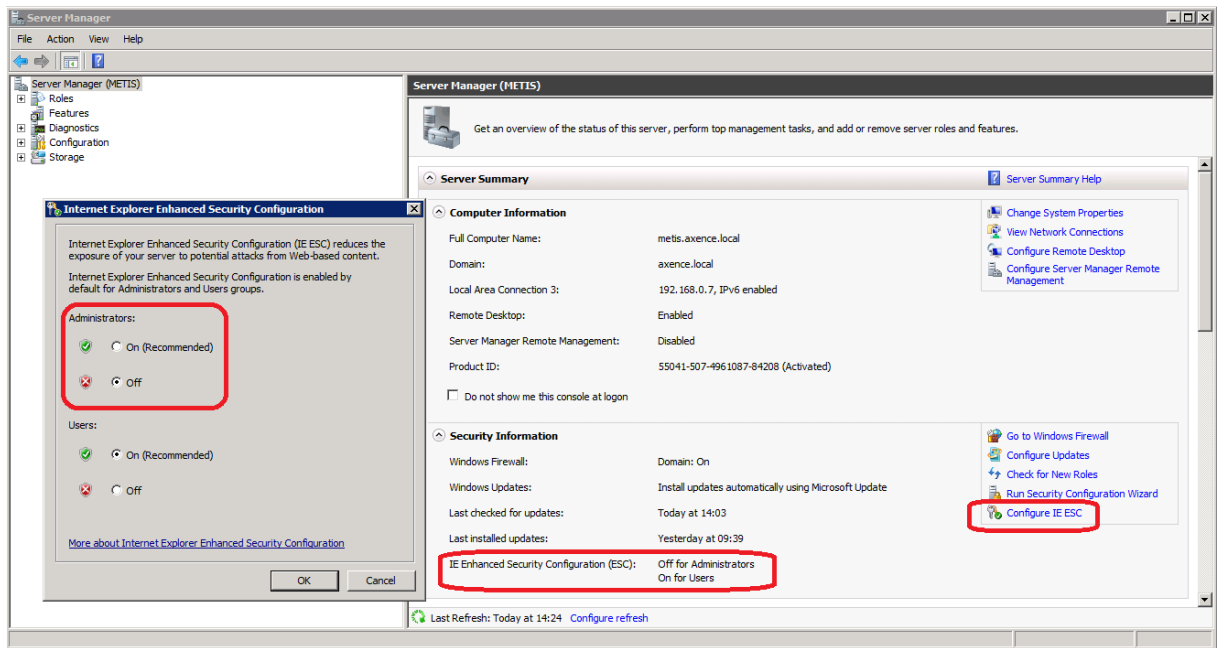 Server Manager
File Action View Help
Server Manager (METIS)
Roles
Features
Diagnostics
Configuration
Storage
Server Manager (METIS)
Get an overview of the status of this server, perform top management tasks, and add or remove server roles and features.
Server Summary
Server Summary Help
Computer Information
Full Computer Name: metis.axence.local
Domain: axence.local
Local Area Connection 3: 192.168.0.7, IPv6 enabled
Remote Desktop: Enabled
Server Manager Remote Management: Disabled
Product ID: 55041-507-4961087-84208 (Activated)
Do not show me this console at logon
Change System Properties
View Network Connections
Configure Remote Desktop
Configure Server Manager Remote
Management
Security Information
Windows Firewall: Domain: On
Windows Updates: Install updates automatically using Microsoft Update
Last checked for updates: Today at 14:03
Last installed updates: Yesterday at 09:39
IE Enhanced Security Configuration (ESC): Off for Administrators
On for Users
Go to Windows Firewall
Configure Updates
Check for New Roles
Run Security Configuration Wizard
Configure IE ESC
Last Refresh: Today at 14:24 Configure refresh
Internet Explorer Enhanced Security Configuration
Internet Explorer Enhanced Security Configuration (IE ESC) reduces the
exposure of your server to potential attacks from Web-based content.
Internet Explorer Enhanced Security Configuration is enabled by
default for Administrators and Users groups.
Administrators:
On (Recommended)
Off
Users:
On (Recommended)
Off
More about Internet Explorer Enhanced Security Configuration
OK Cancel